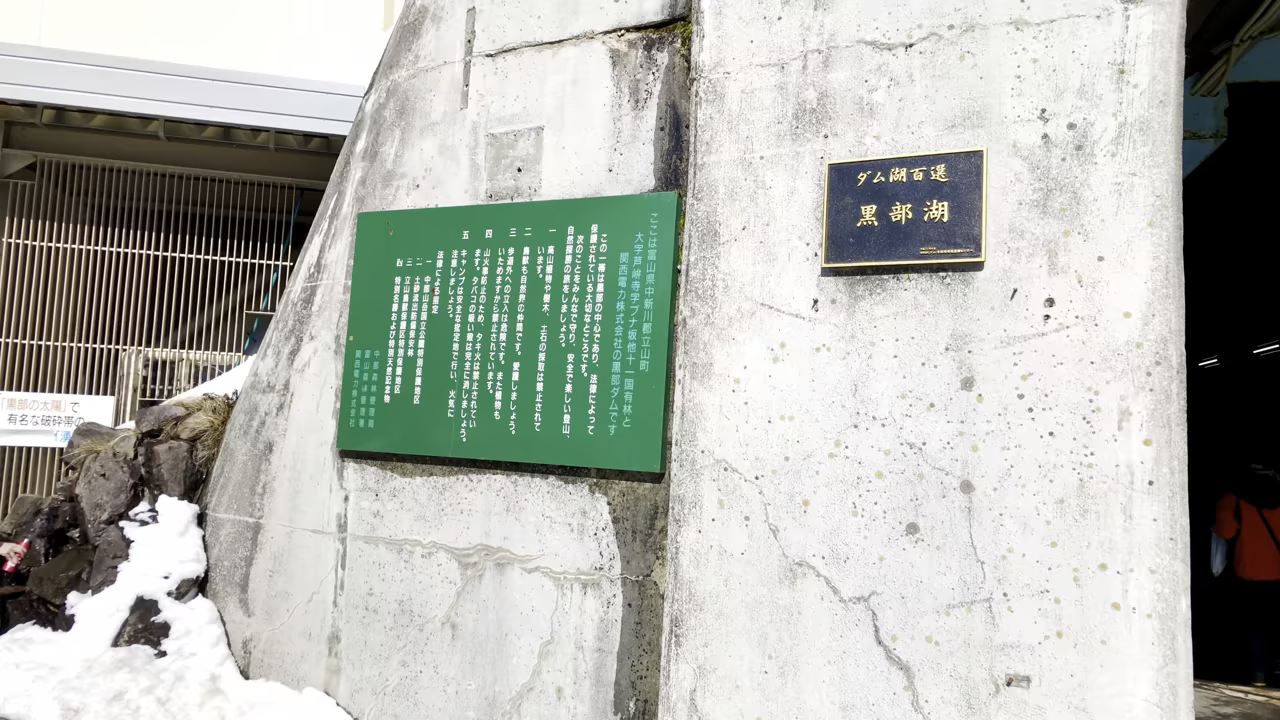 ダム湖百選
黒部湖
ここは富山県中新川郡立山町
大字芦峅寺字ブナ坂他十一国有林と
関西電力株式会社の黒部ダムです
この一帯は黒部の中心であり、法律によって
保護されている大切なところです。
次のことをみんなで守り、安全で楽しい登山、
自然探勝の旅をしましょう。
一 高山植物や樹木、土石の採取は禁止されて
います。
二 鳥獣も自然界の仲間です。愛護しましょう。
三 歩道外への立入は危険です。また植物も
いためますから禁止されています。
四 山火事防止のため、タキ火は禁止されてい
ます。タバコの吸い殻は完全に消しましょう。
五 キャンプは安全な指定地で行い、火気に
注意しましょう。
法律による指定
一 中部山岳国立公園特別保護地区
二 土砂流出防備保安林
三 立山鳥獣保護区特別保護地区
四 特別名勝および特別天然記念物
中部森林管理局
富山森林管理署
関西電力株式会社
「黒部の太陽」で
有名な破砕帯の
「湧